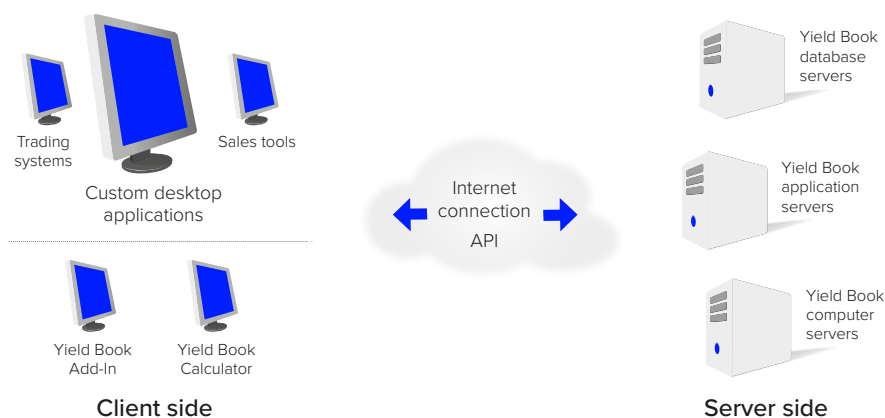 Trading
systems
Sales tools
Custom desktop
applications
Yield Book
Add-In
Yield Book
Calculator
Client side
Internet
connection
API
Yield Book
database
servers
Yield Book
application
servers
Yield Book
computer
servers
Server side